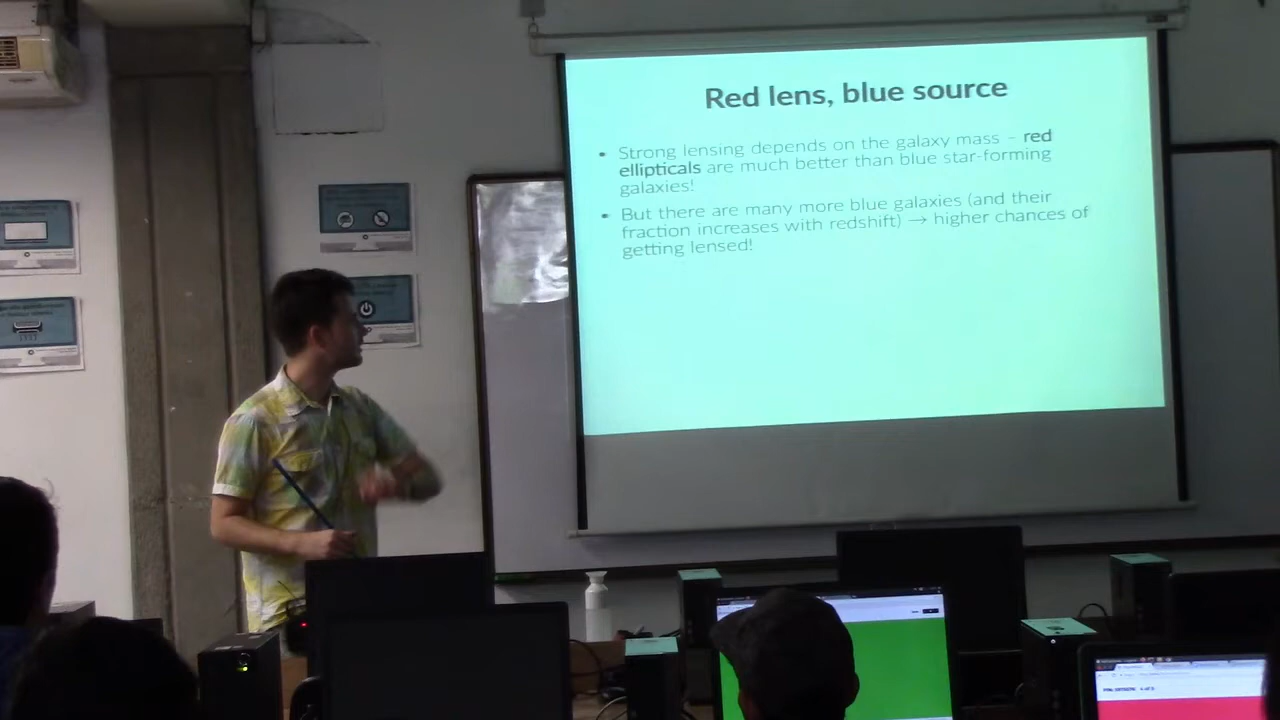 Red lens, blue source
• Strong lensing depends on the galaxy mass – red
ellipticals are much better than blue star-forming
galaxies!
• But there are many more blue galaxies (and their
fraction increases with redshift) → higher chances of
getting lensed!